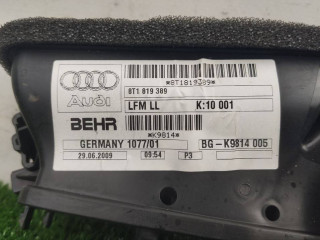 *8T1819309*
8T1 819 309
Audi
LFM LL K:10 001
BEHR
*K9814*
GERMANY 1077/01 BG - K9814 005
29.06.2009 09:54 P3